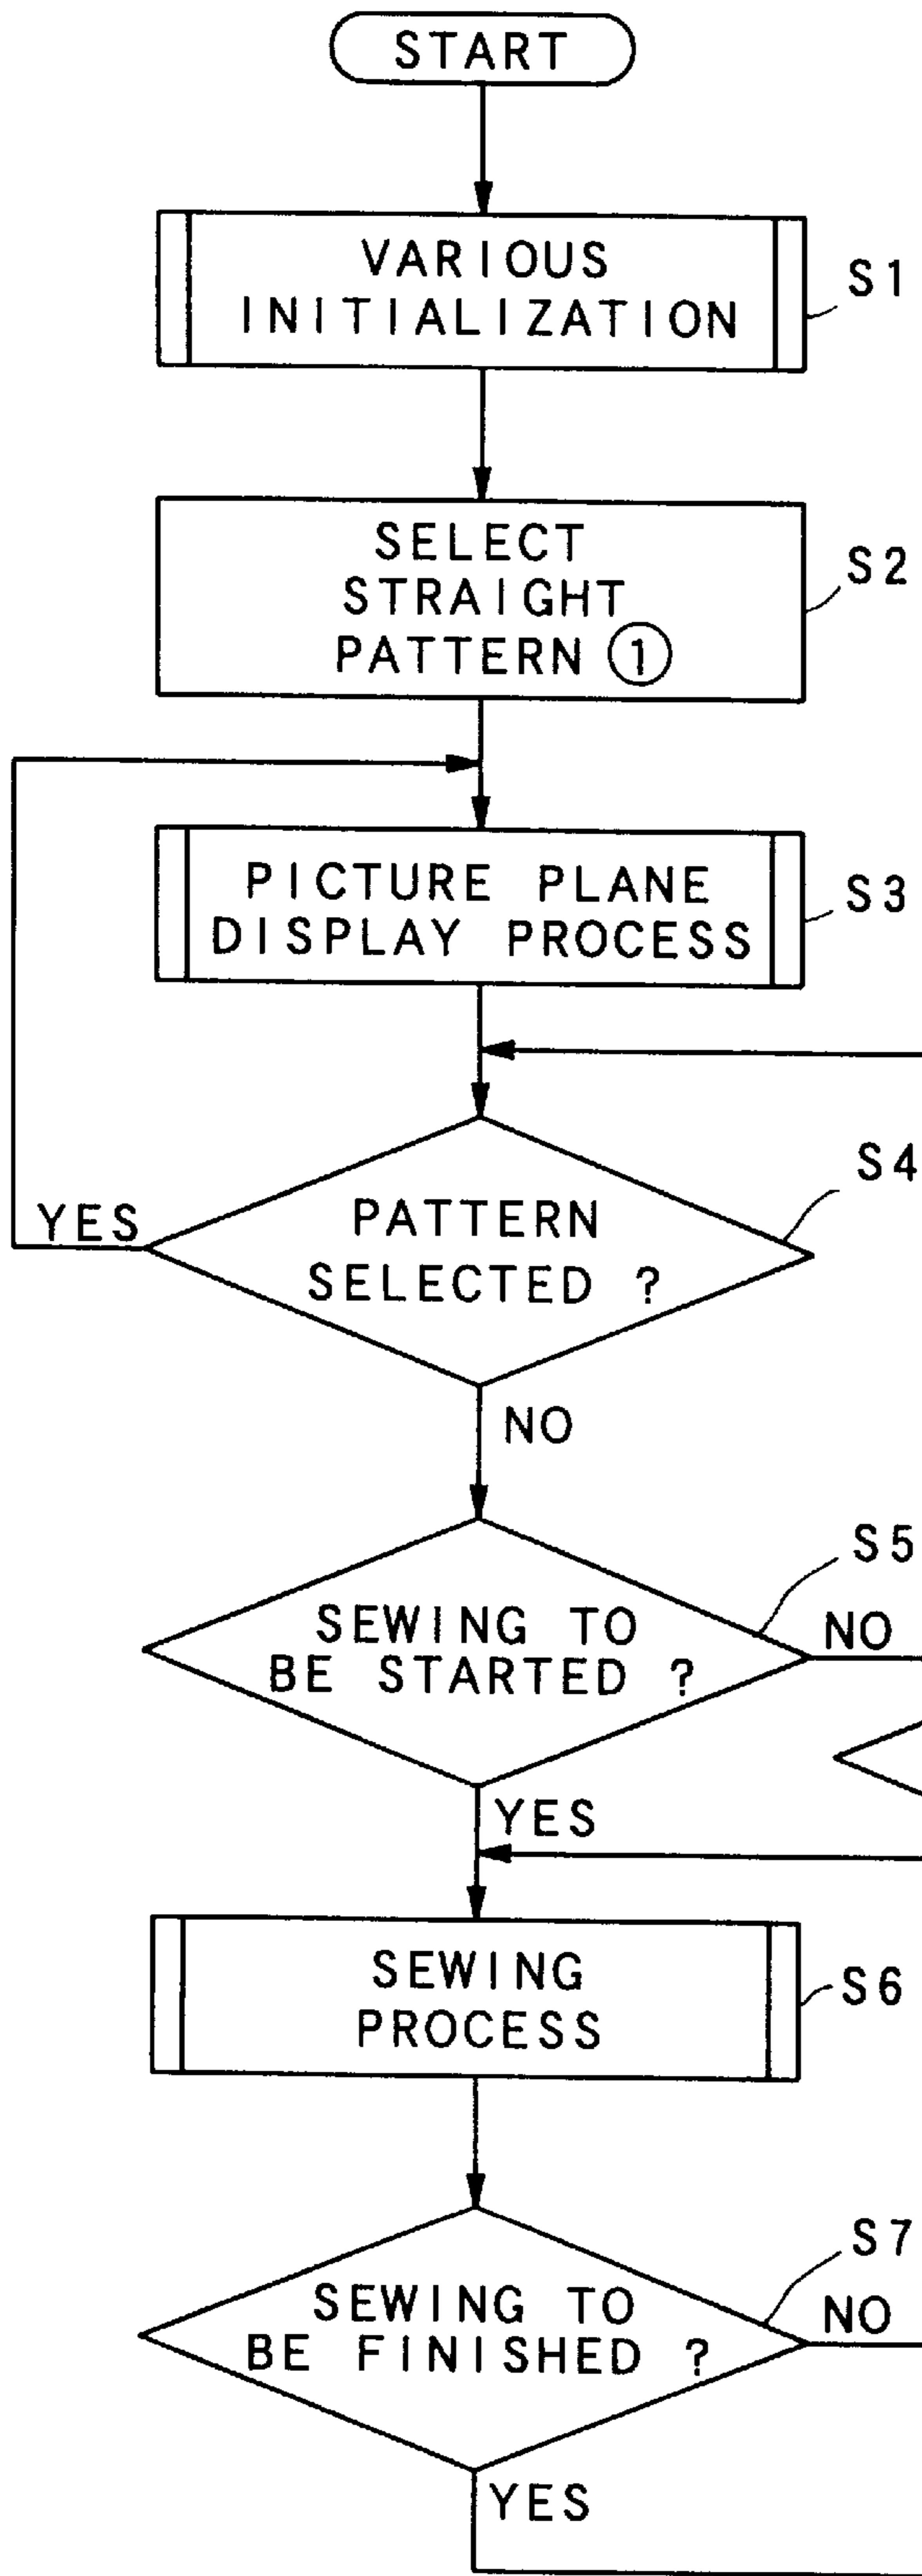 START
VARIOUS
INITIALIZATION
S1
SELECT
STRAIGHT
PATTERN ①
S2
PICTURE PLANE
DISPLAY PROCESS
S3
S4
PATTERN
SELECTED ?
YES
NO
S5
SEWING TO
BE STARTED ?
NO
YES
SEWING
PROCESS
S6
S7
SEWING TO
BE FINISHED ?
NO
YES